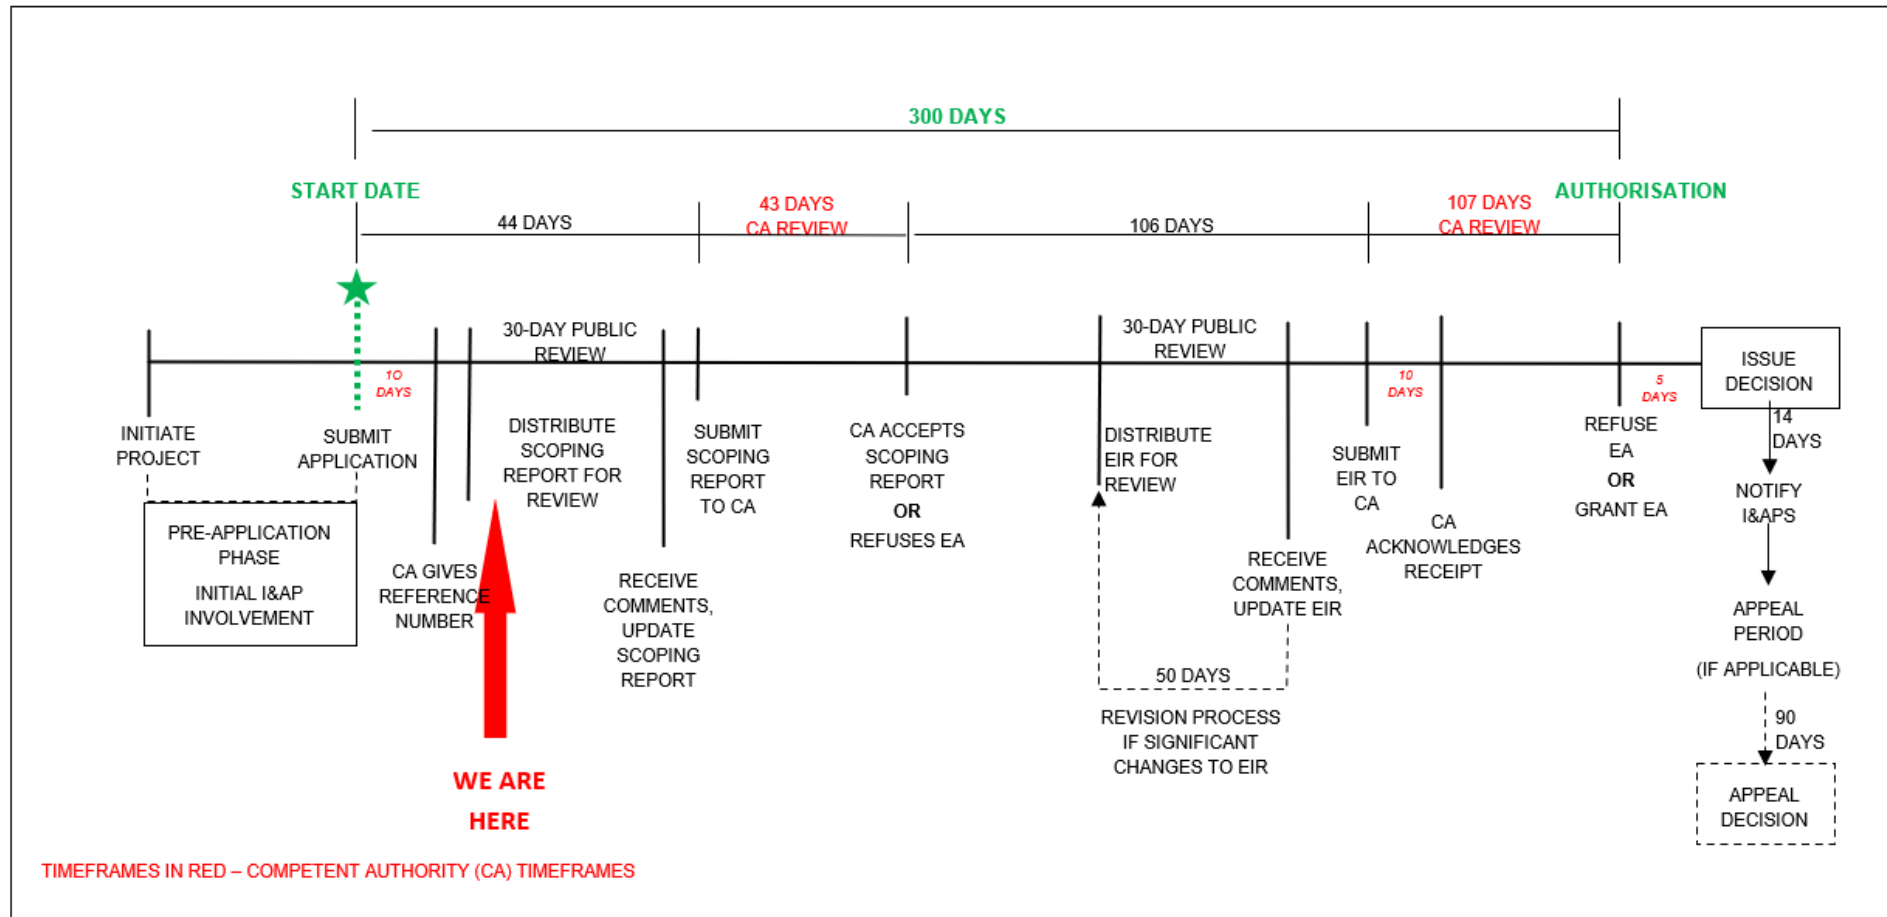 300 DAYS
START DATE
AUTHORISATION
44 DAYS
43 DAYS
CA REVIEW
106 DAYS
107 DAYS
CA REVIEW
30-DAY PUBLIC
REVIEW
30-DAY PUBLIC
REVIEW
1O
DAYS
10
DAYS
5
DAYS
INITIATE
PROJECT
SUBMIT
APPLICATION
PRE-APPLICATION
PHASE
INITIAL I&AP
INVOLVEMENT
CA GIVES
REFERENCE
NUMBER
DISTRIBUTE
SCOPING
REPORT FOR
REVIEW
RECEIVE
COMMENTS,
UPDATE
SCOPING
REPORT
SUBMIT
SCOPING
REPORT
TO CA
CA ACCEPTS
SCOPING
REPORT
OR
REFUSES EA
DISTRIBUTE
EIR FOR
REVIEW
RECEIVE
COMMENTS,
UPDATE EIR
50 DAYS
REVISION PROCESS
IF SIGNIFICANT
CHANGES TO EIR
SUBMIT
EIR TO
CA
CA
ACKNOWLEDGES
RECEIPT
REFUSE
EA
OR
GRANT EA
ISSUE
DECISION
14
DAYS
NOTIFY
I&APS
APPEAL
PERIOD
(IF APPLICABLE)
90
DAYS
APPEAL
DECISION
WE ARE
HERE
TIMEFRAMES IN RED – COMPETENT AUTHORITY (CA) TIMEFRAMES